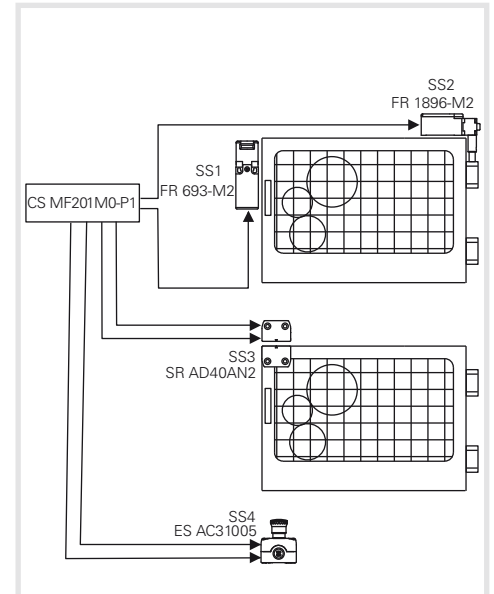 SS2
FR 1896-M2
SS1
FR 693-M2
CS MF201M0-P1
SS3
SR AD40AN2
SS4
ES AC31005